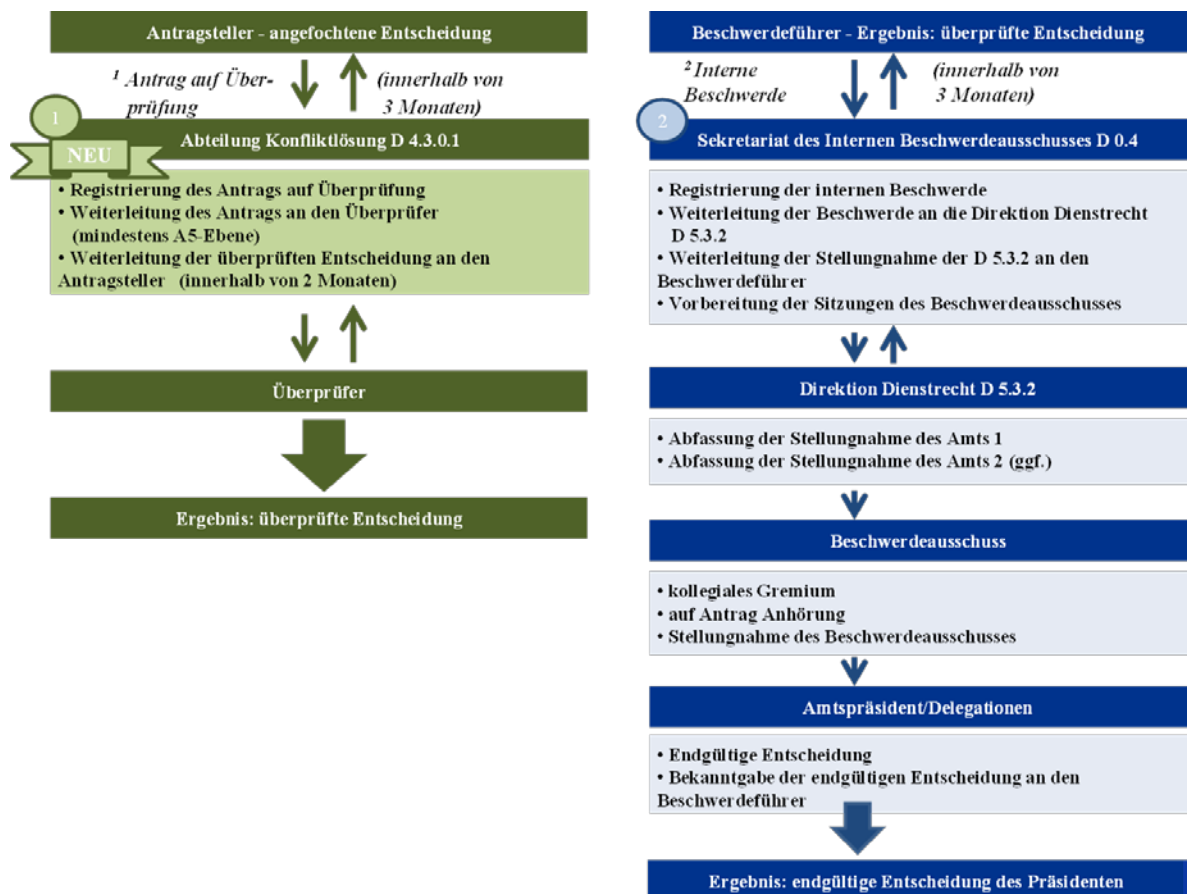 Antragsteller - angefochtene Entscheidung
¹ Antrag auf Über-
prüfung
(innerhalb von
3 Monaten)
1
NEU
Abteilung Konfliktlösung D 4.3.0.1
• Registrierung des Antrags auf Überprüfung
• Weiterleitung des Antrags an den Überprüfer
(mindestens A5-Ebene)
• Weiterleitung der überprüften Entscheidung an den
Antragsteller (innerhalb von 2 Monaten)
Überprüfer
Ergebnis: überprüfte Entscheidung
Beschwerdeführer - Ergebnis: überprüfte Entscheidung
² Interne
Beschwerde
(innerhalb von
3 Monaten)
2
Sekretariat des Internen Beschwerdeausschusses D 0.4
• Registrierung der internen Beschwerde
• Weiterleitung der Beschwerde an die Direktion Dienstrecht
D 5.3.2
• Weiterleitung der Stellungnahme der D 5.3.2 an den
Beschwerdeführer
• Vorbereitung der Sitzungen des Beschwerdeausschusses
Direktion Dienstrecht D 5.3.2
• Abfassung der Stellungnahme des Amts 1
• Abfassung der Stellungnahme des Amts 2 (ggf.)
Beschwerdeausschuss
• kollegiales Gremium
• auf Antrag Anhörung
• Stellungnahme des Beschwerdeausschusses
Amtspräsident/Delegationen
• Endgültige Entscheidung
• Bekanntgabe der endgültigen Entscheidung an den
Beschwerdeführer
Ergebnis: endgültige Entscheidung des Präsidenten